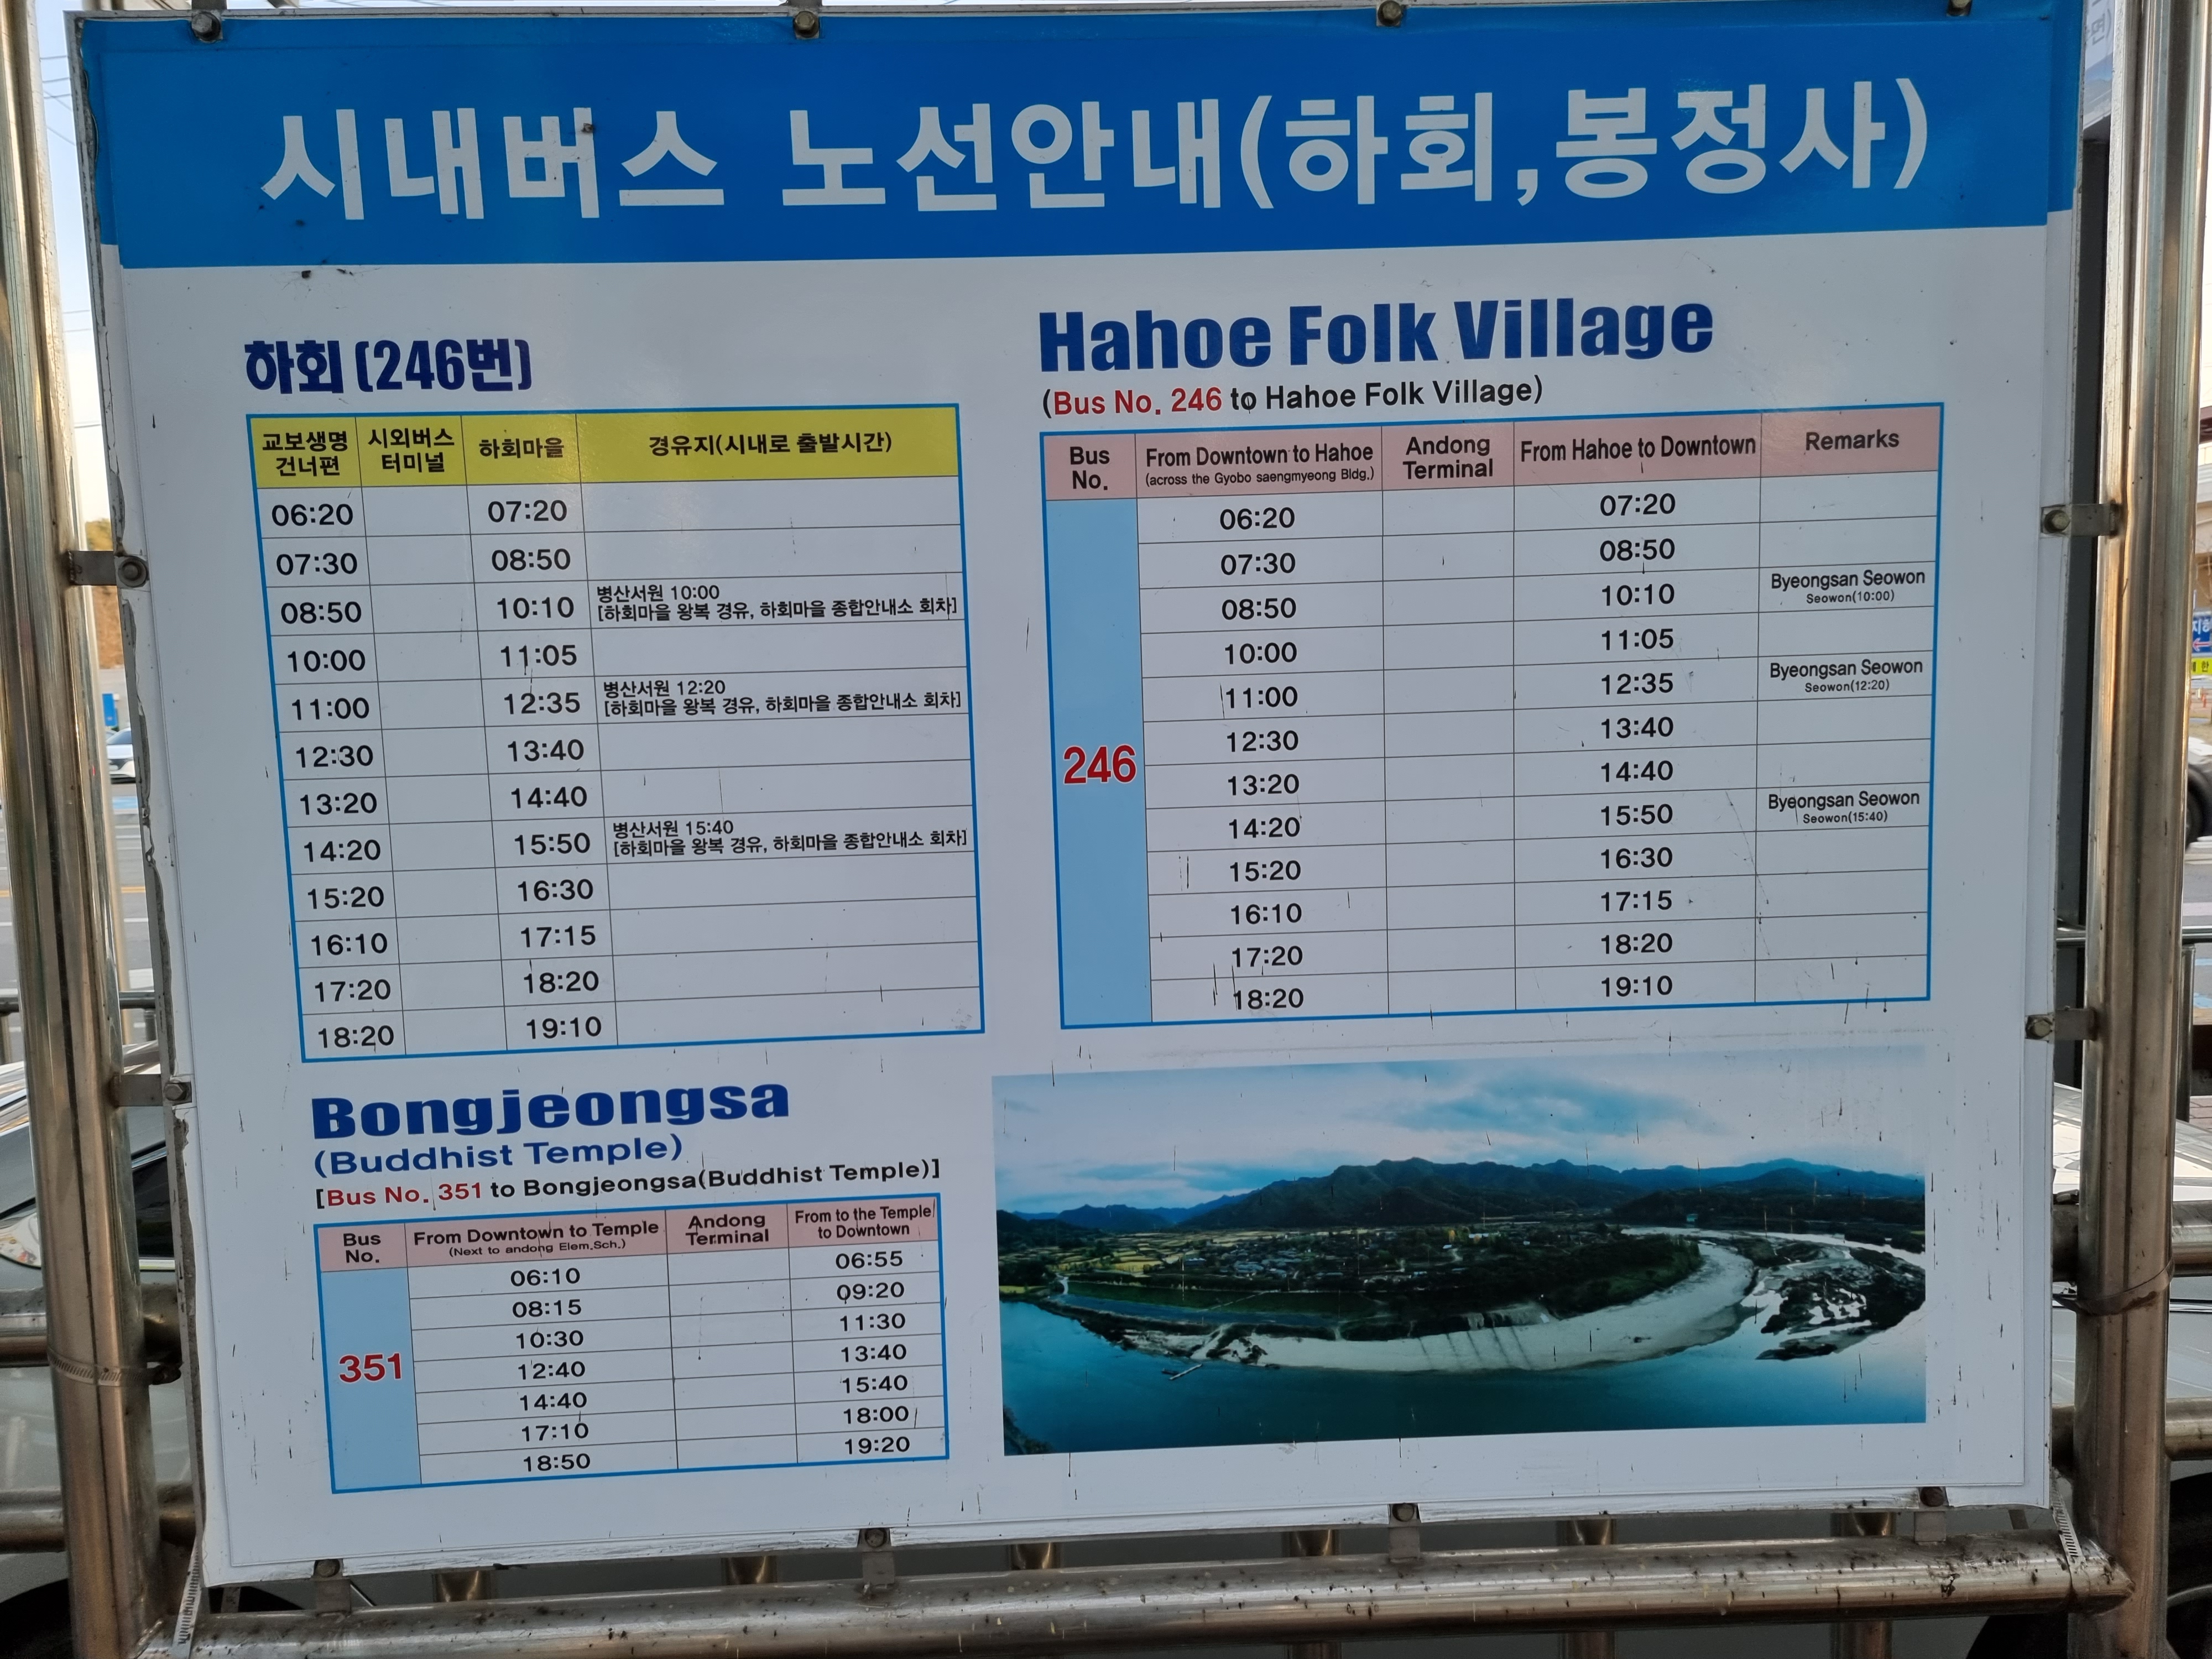 시내버스 노선안내(하회,봉정사)
하회 (246번)
교보생명 건너편 시외버스 터미널 하회마을 경유지(시내로 출발시간)
06:20 07:20
07:30 08:50
08:50 10:10 병산서원 10:00
[하회마을 왕복 경유, 하회마을 종합안내소 회차]
10:00 11:05
11:00 12:35 병산서원 12:20
[하회마을 왕복 경유, 하회마을 종합안내소 회차]
12:30 13:40
13:20 14:40
14:20 15:50 병산서원 15:40
[하회마을 왕복 경유, 하회마을 종합안내소 회차]
15:20 16:30
16:10 17:15
17:20 18:20
18:20 19:10
Hahoe Folk Village
(Bus No. 246 to Hahoe Folk Village)
Bus No. From Downtown to Hahoe (across the Gyobo saengmyeong Bldg.) Andong Terminal From Hahoe to Downtown Remarks
246
06:20 07:20
07:30 08:50
08:50 10:10 Byeongsan Seowon
Seowon(10:00)
10:00 11:05
11:00 12:35 Byeongsan Seowon
Seowon(12:20)
12:30 13:40
13:20 14:40
14:20 15:50 Byeongsan Seowon
Seowon(15:40)
15:20 16:30
16:10 17:15
17:20 18:20
18:20 19:10
Bongjeongsa
(Buddhist Temple)
[Bus No. 351 to Bongjeongsa(Buddhist Temple)]
Bus No. From Downtown to Temple (Next to andong Elem.Sch.) Andong Terminal From to the Temple to Downtown
351
06:10 06:55
08:15 09:20
10:30 11:30
12:40 13:40
14:40 15:40
17:10 18:00
18:50 19:20